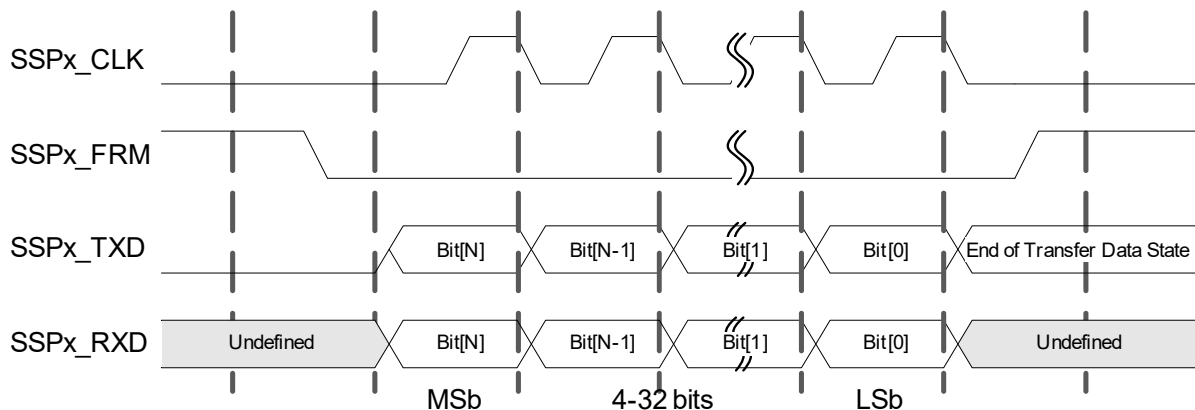 SSPx_CLK
SSPx_FRM
SSPx_TXD
Bit[N]
Bit[N-1]
Bit[1]
Bit[0]
End of Transfer Data State
SSPx_RXD
Undefined
Bit[N]
Bit[N-1]
Bit[1]
Bit[0]
Undefined
MSb
4-32 bits
LSb